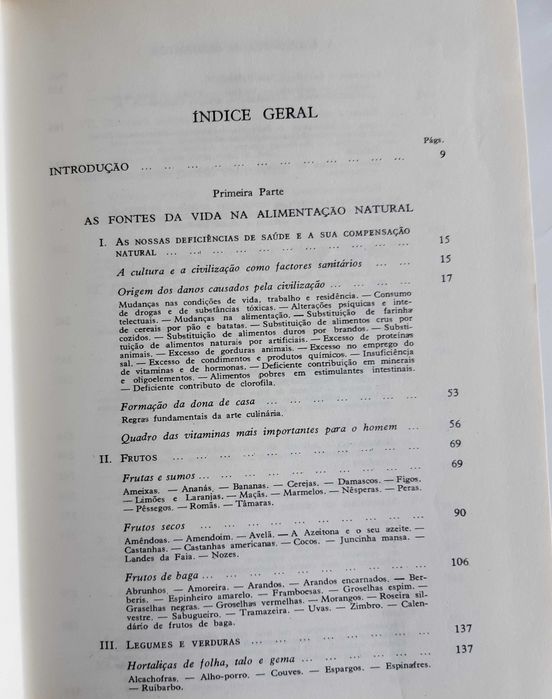 ÍNDICE GERAL
Págs.
INTRODUÇÃO ... ... ... ... ... ... ... ... ... ... ... ... 9
Primeira Parte
AS FONTES DA VIDA NA ALIMENTAÇÃO NATURAL
I. AS NOSSAS DEFICIÊNCIAS DE SAÚDE E A SUA COMPENSAÇÃO
NATURAL ... ... ... ... ... ... ... ... ... ... 15
A cultura e a civilização como factores sanitários ... ... 15
Origem dos danos causados pela civilização ... ... ... ... 17
Mudanças nas condições de vida, trabalho e residência. — Consumo
de drogas e de substâncias tóxicas. — Alterações psíquicas e inte-
telectuais. — Mudanças na alimentação. — Substituição de farinha
de cereais por pão e batatas. — Substituição de alimentos crus por
cozidos. — Substituição de alimentos duros por brandos. — Substi-
tuição de alimentos naturais por artificiais. — Excesso de proteínas
animais. — Excesso de gorduras animais. — Excesso no emprego do
sal. — Excesso de condimentos e produtos químicos. — Insuficiência
de vitaminas e de hormonas. — Deficiente contribuição em minerais
e oligoelementos. — Alimentos pobres em estimulantes intestinais.
— Deficiente contributo de clorofila.
Formação da dona de casa ... ... ... ... ... ... ... 53
Regras fundamentais da arte culinária.
Quadro das vitaminas mais importantes para o homem ... 56
II. FRUTOS ... ... ... ... ... ... ... ... ... ... ... 69
Frutas e sumos ... ... ... ... ... ... ... ... ... 69
Ameixas. — Ananás. — Bananas. — Cerejas. — Damascos. — Figos.
— Limões e Laranjas. — Maçãs. — Marmelos. — Nêsperas. — Peras.
— Pêssegos. — Romãs. — Tâmaras.
Frutos secos ... ... ... ... ... ... ... ... ... ... 90
Amêndoas. — Amendoim. — Avelã. — A Azeitona e o seu azeite. —
Castanhas. — Castanhas americanas. — Cocos. — Juncinha mansa. —
Landes da Faia. — Nozes.
Frutos de baga ... ... ... ... ... ... ... ... ... 106
Abrunhos. — Amoreira. — Arandos. — Arandos encarnados. — Ber-
beris. — Espinheiro amarelo. — Framboesas. — Groselhas espim. —
Graselhas negras. — Groselhas vermelhas. — Morangos. — Roseira sil-
vestre. — Sabugueiro. — Tramazeira. — Uvas. — Zimbro. — Calen-
dário de frutos de baga.
III. LEGUMES E VERDURAS ... ... ... ... ... ... ... ... 137
Hortaliças de folha, talo e gema ... ... ... ... ... 137
Alcachofras. — Alho-porro. — Couves. — Espargos. — Espinafres.
— Ruibarbo.